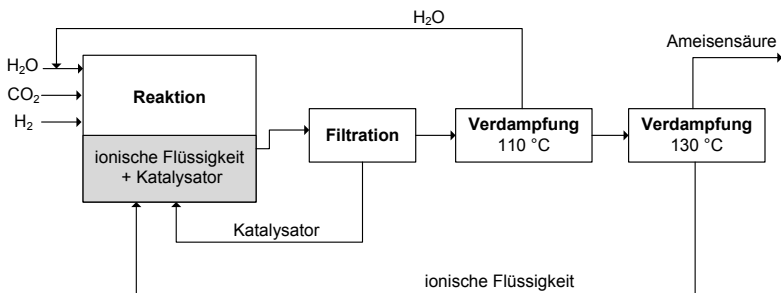 H₂O
Ameisensäure
H₂O
CO₂
H₂
Reaktion
ionische Flüssigkeit
+ Katalysator
Filtration
Verdampfung
110 °C
Verdampfung
130 °C
Katalysator
ionische Flüssigkeit